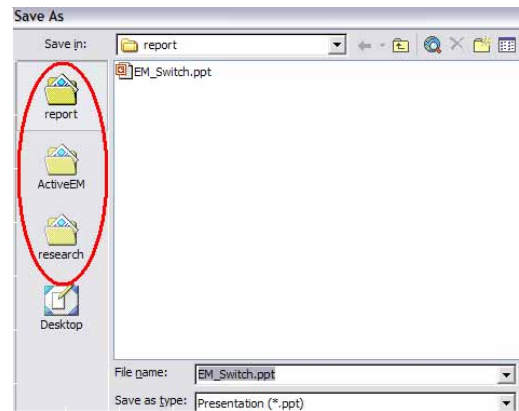 Save As
Save in: report
EM_Switch.ppt
report
ActiveEM
research
Desktop
File name: EM_Switch.ppt
Save as type: Presentation (*.ppt)